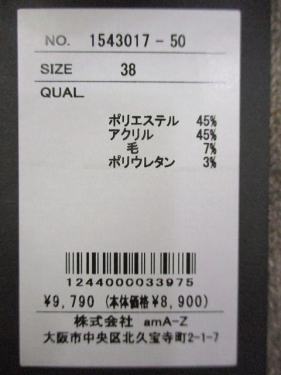 NO. 1543017-50
SIZE 38
QUAL
ポリエステル 45%
アクリル 45%
毛 7%
ポリウレタン 3%
1244000033975
¥9,790 (本体価格¥8,900)
株式会社 amA-Z
大阪市中央区北久宝寺町2-1-7